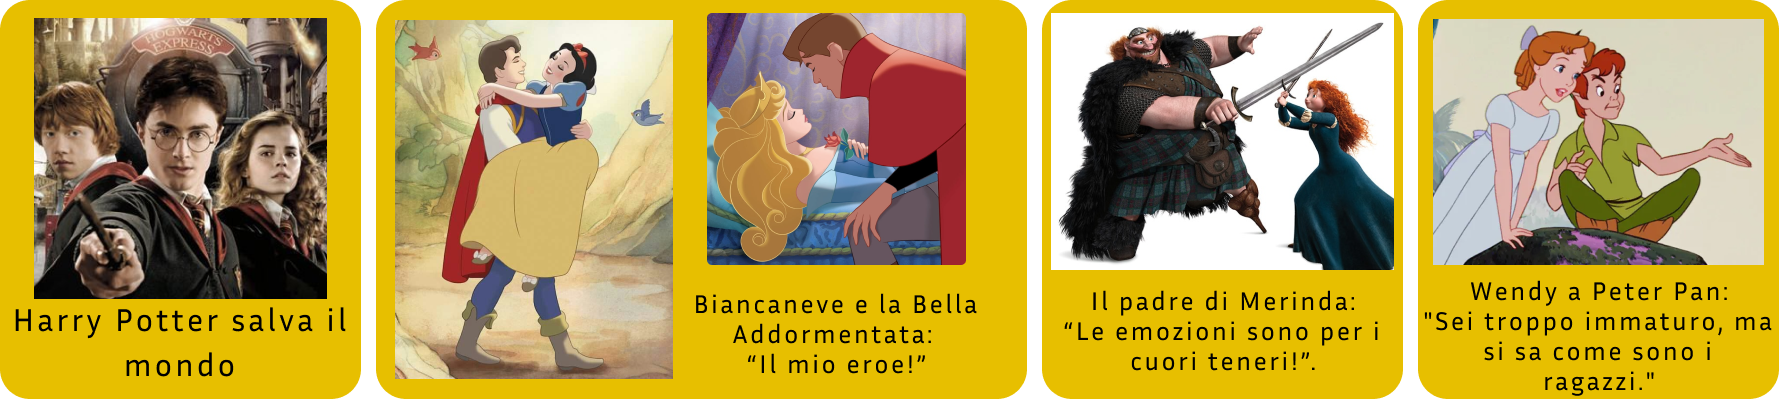 HOGWARTS
EXPRESS
Harry Potter salva il
mondo
Biancaneve e la Bella
Addormentata:
“Il mio eroe!”
Il padre di Merinda:
“Le emozioni sono per i
cuori teneri!”.
Wendy a Peter Pan:
"Sei troppo immaturo, ma
si sa come sono i
ragazzi."